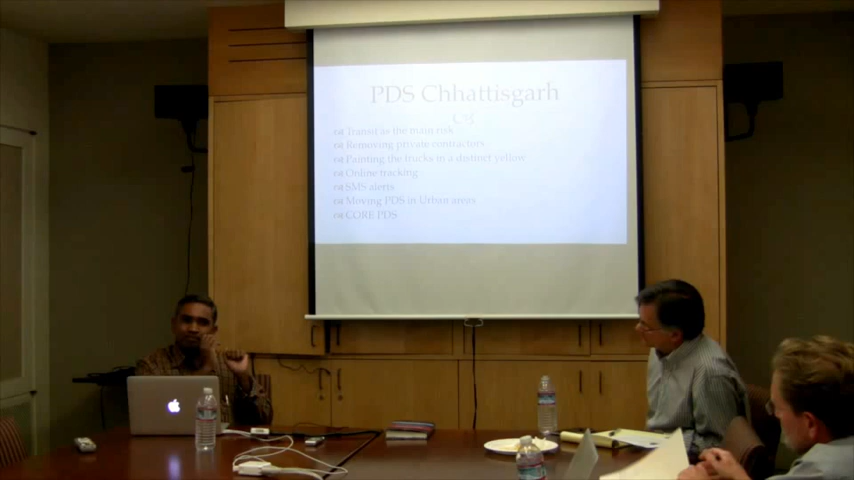 PDS Chhattisgarh
Transit as the main risk
Removing private contractors
Painting the trucks in a distinct yellow
Online tracking
SMS alerts
Moving PDS in Urban areas
CORE PDS